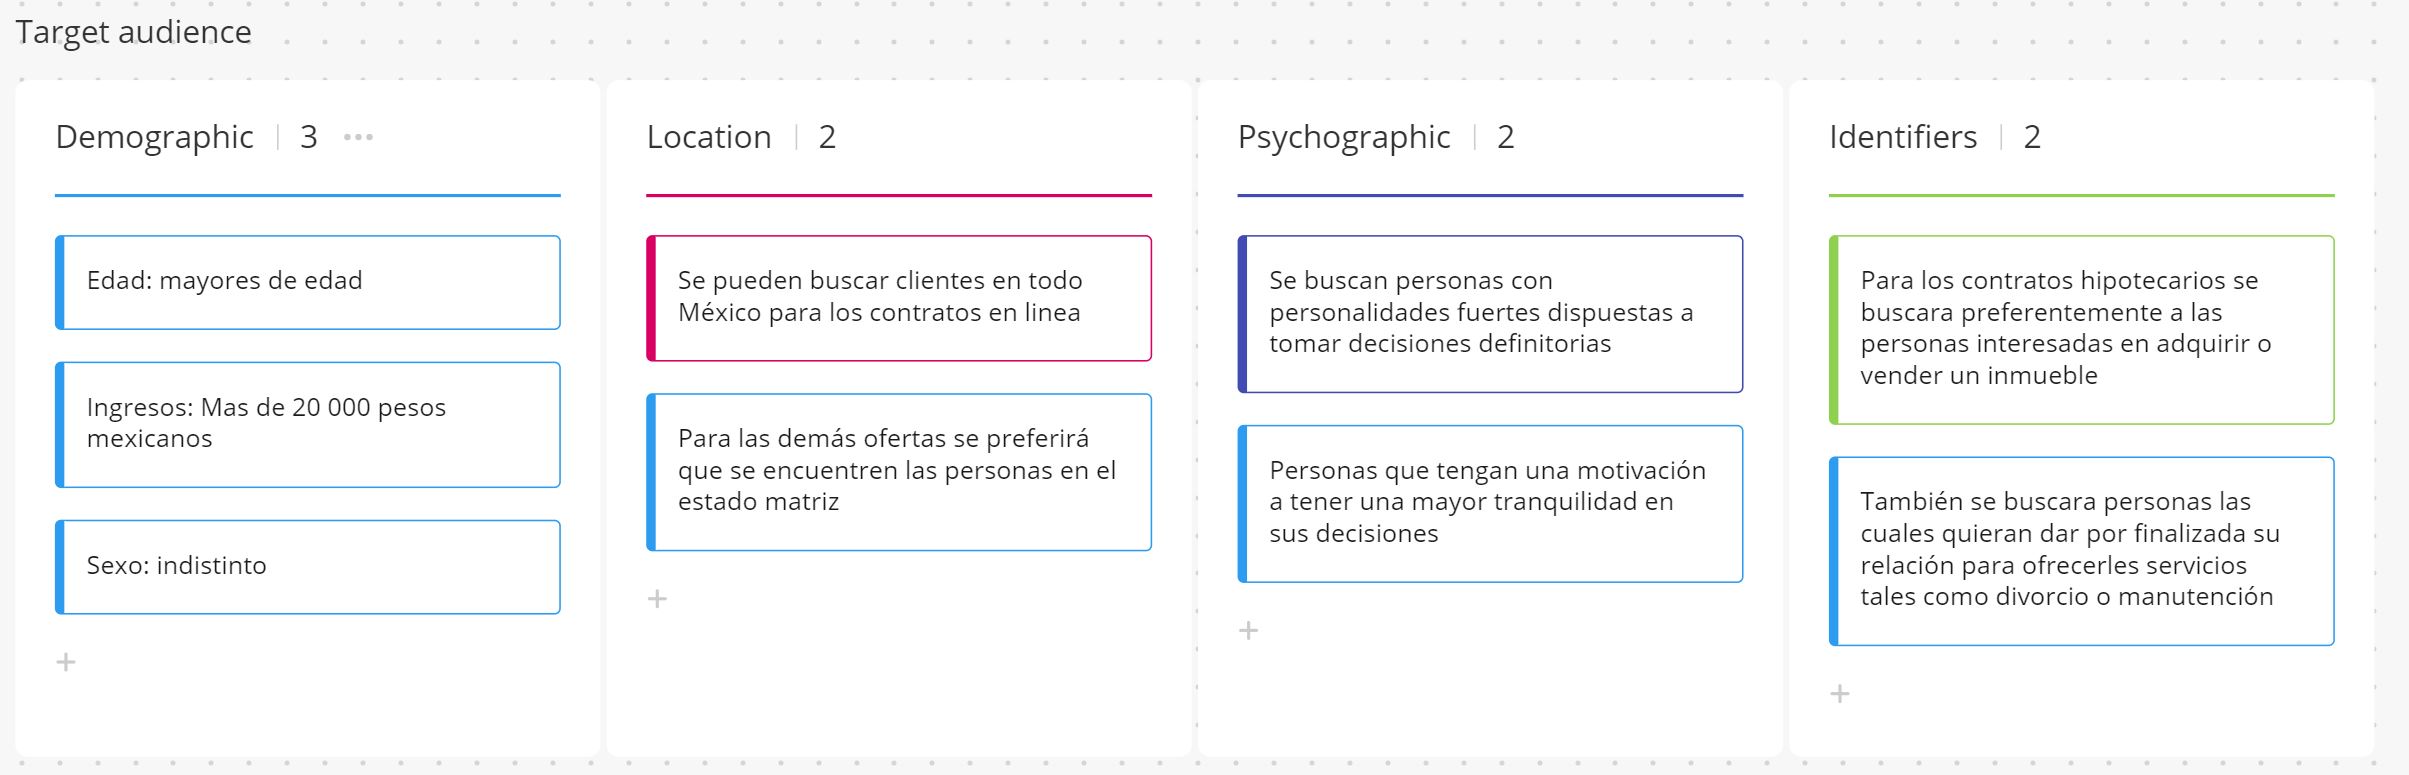 Target audience
Demographic 3
Edad: mayores de edad
Ingresos: Mas de 20 000 pesos
mexicanos
Sexo: indistinto
Location 2
Se pueden buscar clientes en todo
México para los contratos en linea
Para las demás ofertas se preferirá
que se encuentren las personas en el
estado matriz
Psychographic 2
Se buscan personas con
personalidades fuertes dispuestas a
tomar decisiones definitorias
Personas que tengan una motivación
a tener una mayor tranquilidad en
sus decisiones
Identifiers 2
Para los contratos hipotecarios se
buscara preferentemente a las
personas interesadas en adquirir o
vender un inmueble
También se buscara personas las
cuales quieran dar por finalizada su
relación para ofrecerles servicios
tales como divorcio o manutención